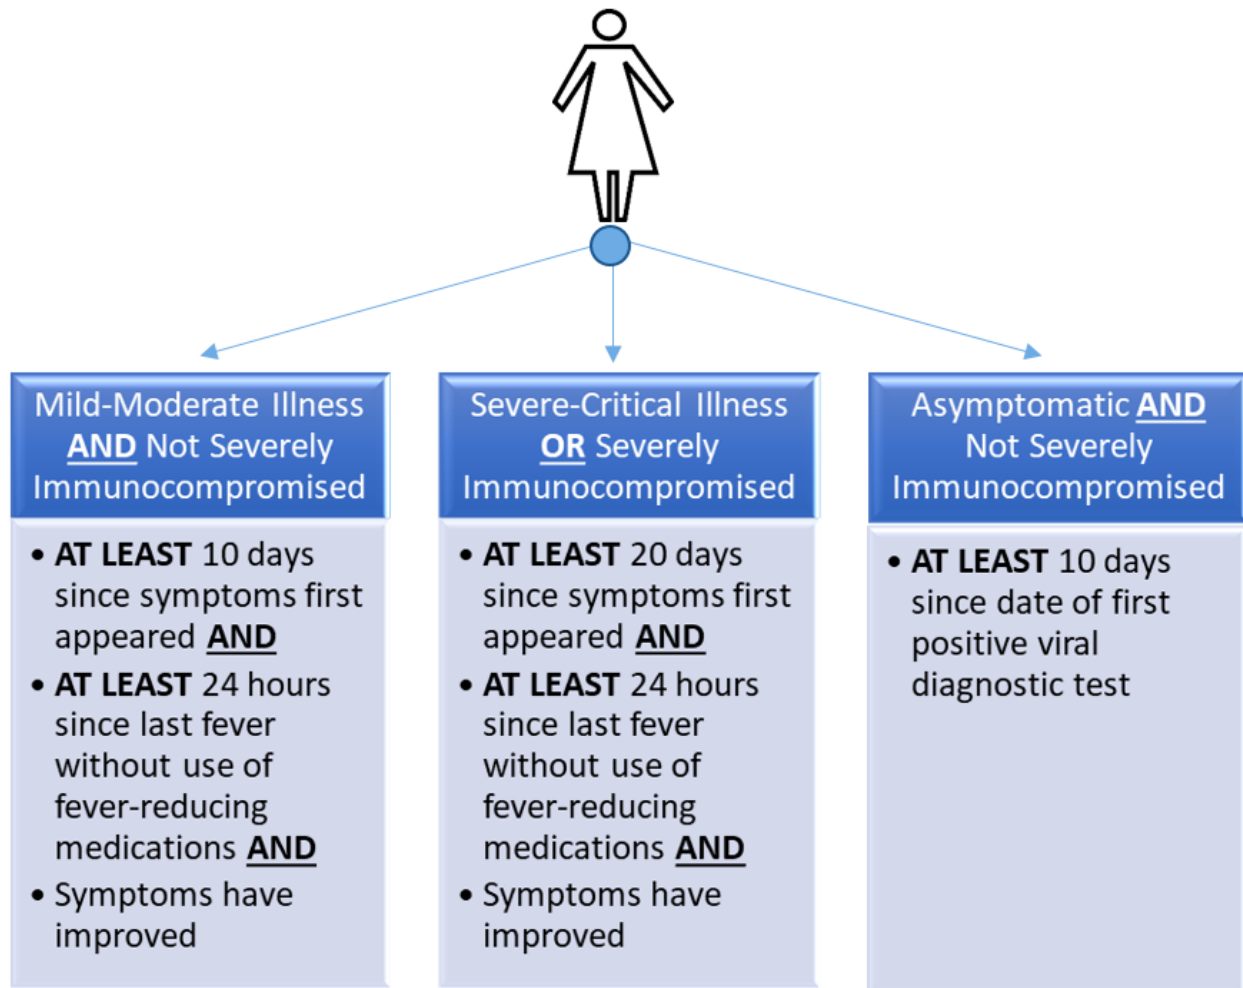 Mild-Moderate Illness
AND Not Severely
Immunocompromised
• AT LEAST 10 days
since symptoms first
appeared AND
• AT LEAST 24 hours
since last fever
without use of
fever-reducing
medications AND
• Symptoms have
improved
Severe-Critical Illness
OR Severely
Immunocompromised
• AT LEAST 20 days
since symptoms first
appeared AND
• AT LEAST 24 hours
since last fever
without use of
fever-reducing
medications AND
• Symptoms have
improved
Asymptomatic AND
Not Severely
Immunocompromised
• AT LEAST 10 days
since date of first
positive viral
diagnostic test